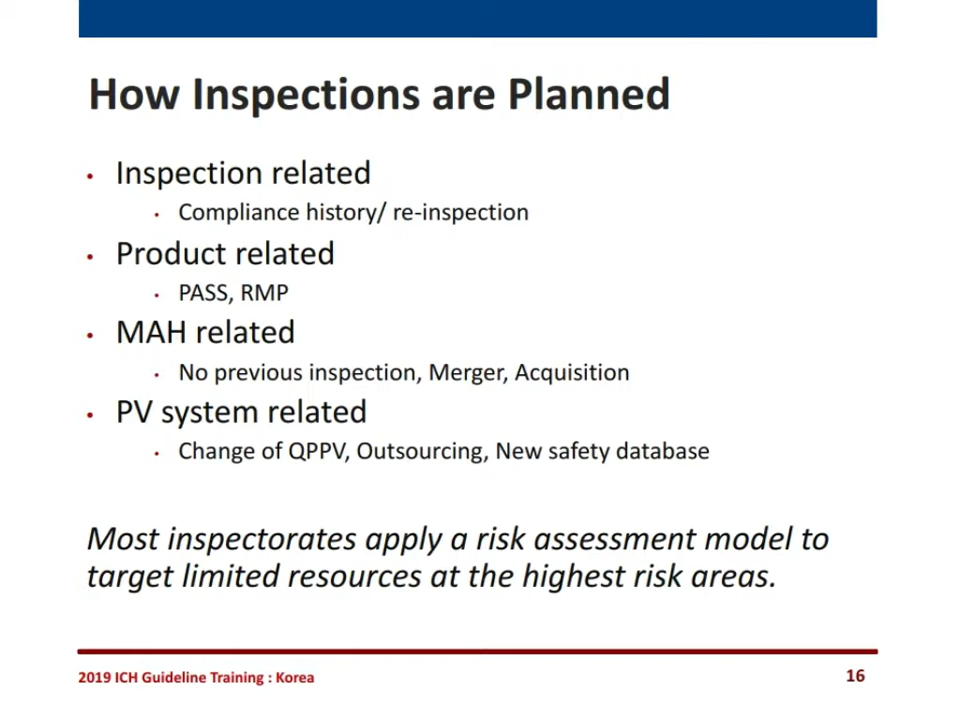 How Inspections are Planned
• Inspection related
• Compliance history/ re-inspection
• Product related
• PASS, RMP
• MAH related
• No previous inspection, Merger, Acquisition
• PV system related
• Change of QPPV, Outsourcing, New safety database
Most inspectorates apply a risk assessment model to
target limited resources at the highest risk areas.
2019 ICH Guideline Training : Korea
16